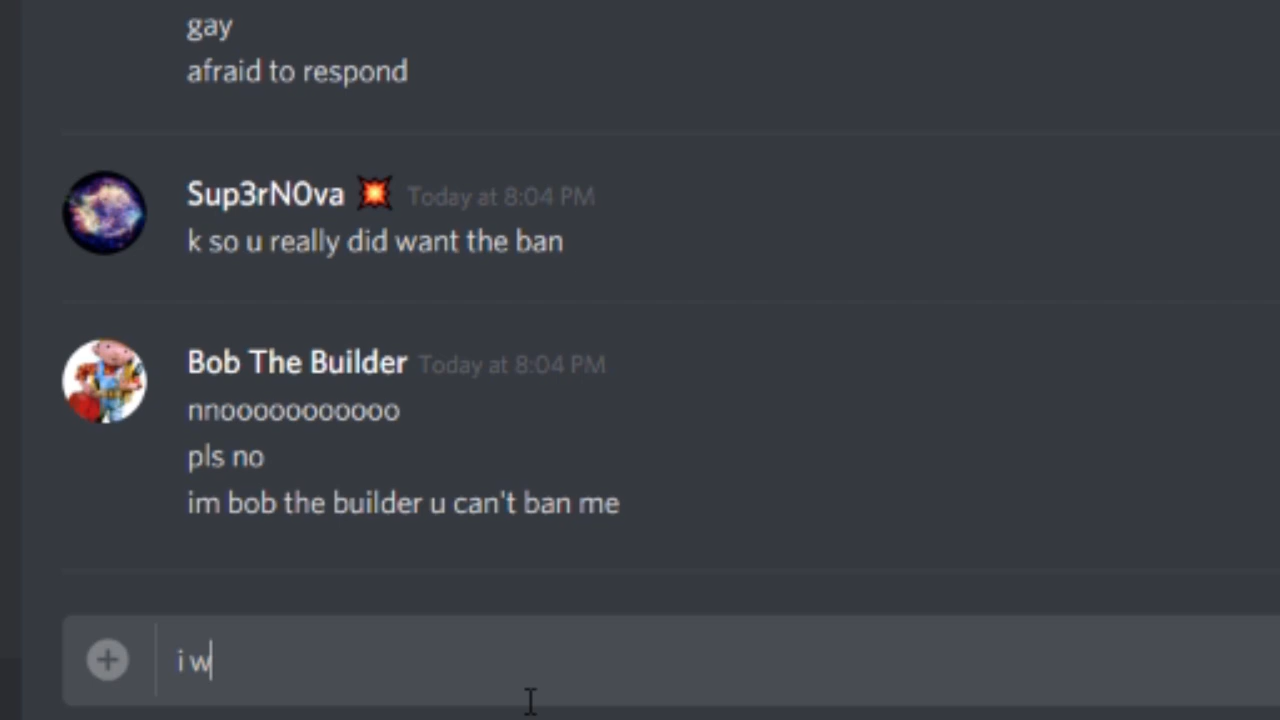 gay
afraid to respond
Sup3rN0va 💥 Today at 8:04 PM
k so u really did want the ban
Bob The Builder Today at 8:04 PM
nnooooooooooo
pls no
im bob the builder u can't ban me
i w